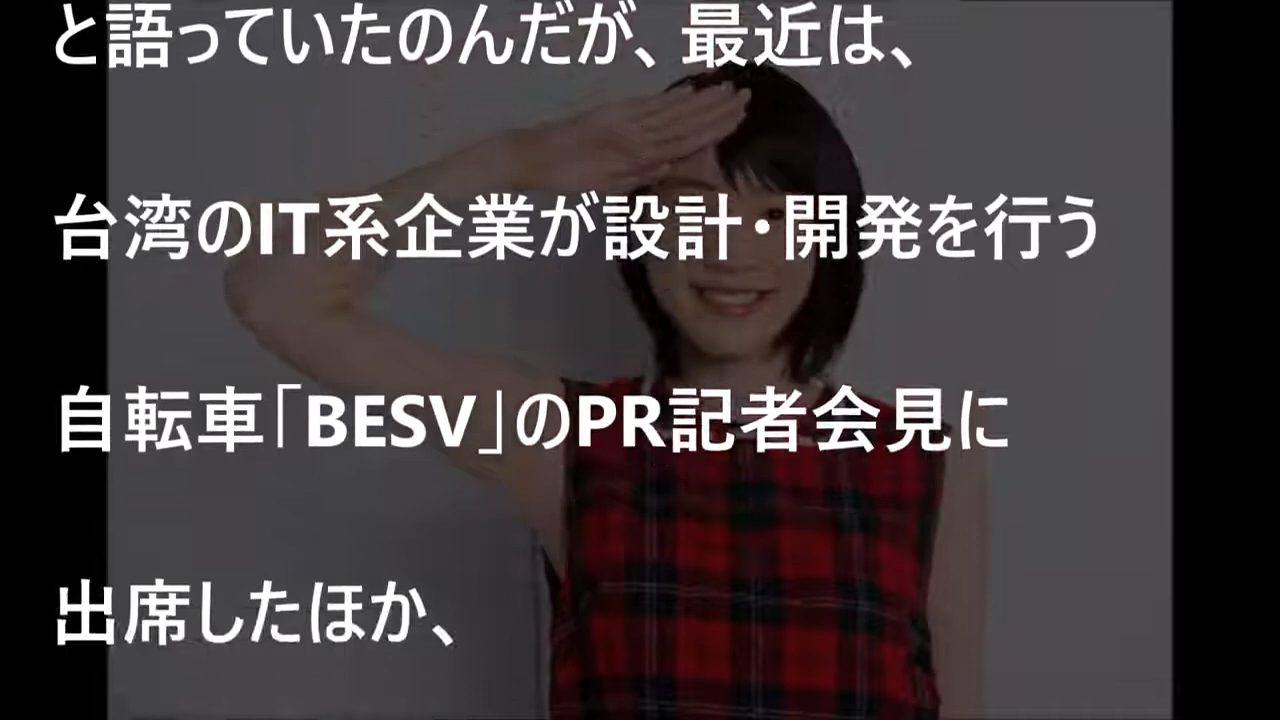 と語っていたのんだが、最近は、
台湾のIT系企業が設計・開発を行う
自転車「BESV」のPR記者会見に
出席したほか、